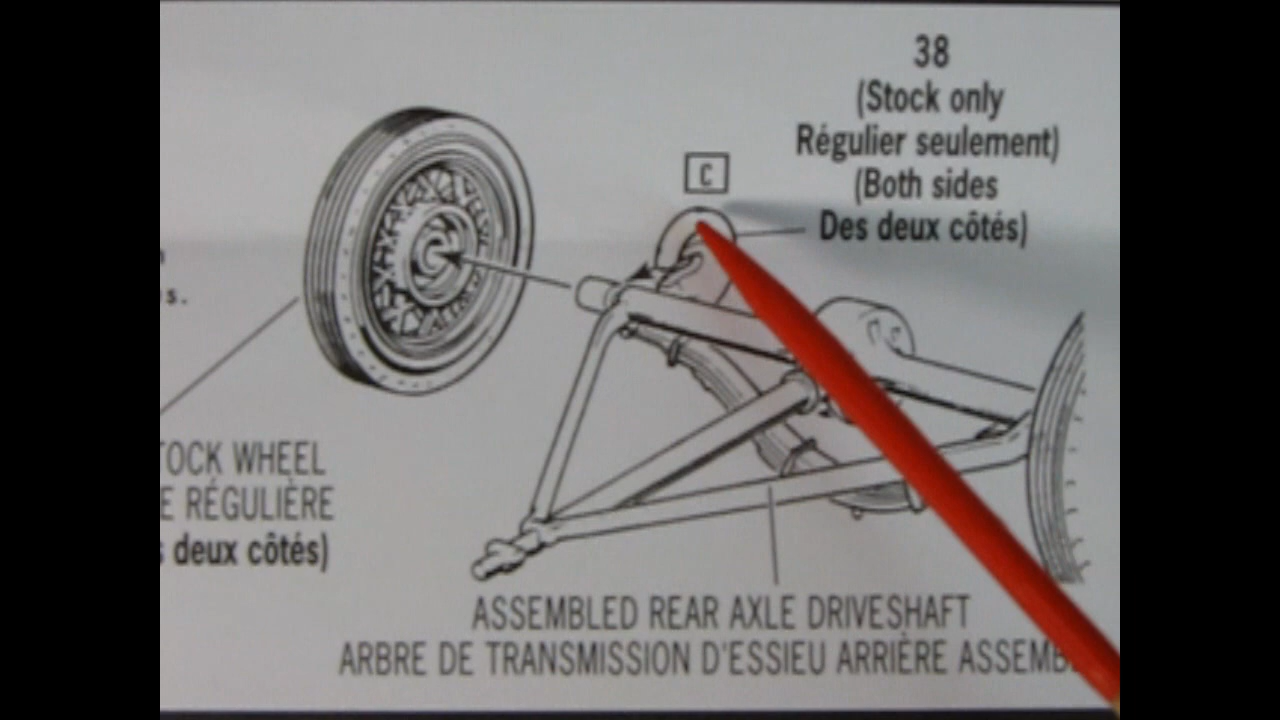 38
(Stock only
Régulier seulement)
(Both sides
Des deux côtés)
C
s.
TOCK WHEEL
E RÉGULIÈRE
s deux côtés)
ASSEMBLED REAR AXLE DRIVESHAFT
ARBRE DE TRANSMISSION D'ESSIEU ARRIÈRE ASSEMB